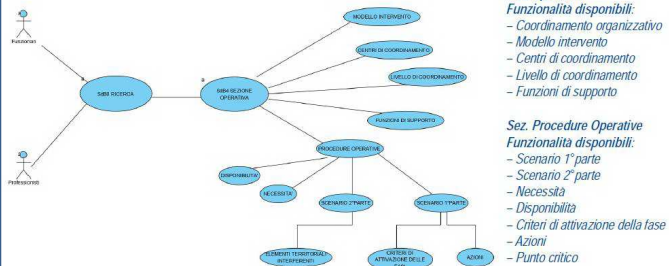 Funzionari
Professionisti
SdB8 RICERCA
SdB4 SEZIONE
OPERATIVA
MODELLO INTERVENTO
CENTRI DI COORDINAMENTO
LIVELLO DI COORDINAMENTO
FUNZIONI DI SUPPORTO
PROCEDURE OPERATIVE
DISPONIBILITA'
NECESSITA'
SCENARIO 2°PARTE
SCENARIO 1°PARTE
ELEMENTI TERRITORIALI
INTERFERENTI
CRITERI DI
ATTIVAZIONE DELLE
AZIONI
Funzionalità disponibili:
– Coordinamento organizzativo
– Modello intervento
– Centri di coordinamento
– Livello di coordinamento
– Funzioni di supporto
Sez. Procedure Operative
Funzionalità disponibili:
– Scenario 1°parte
– Scenario 2°parte
– Necessità
– Disponibilità
– Criteri di attivazione della fase
– Azioni
– Punto critico